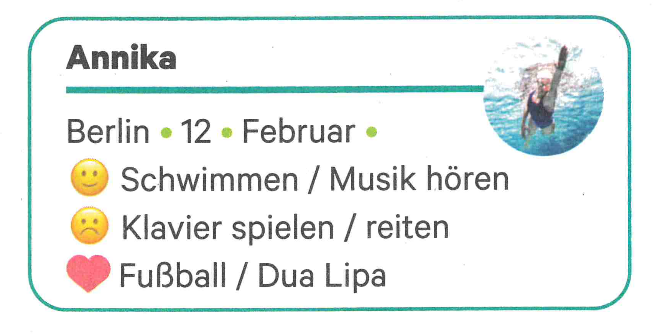 Annika
Berlin • 12 • Februar •
🙂 Schwimmen / Musik hören
☹️ Klavier spielen / reiten
❤️ Fußball / Dua Lipa